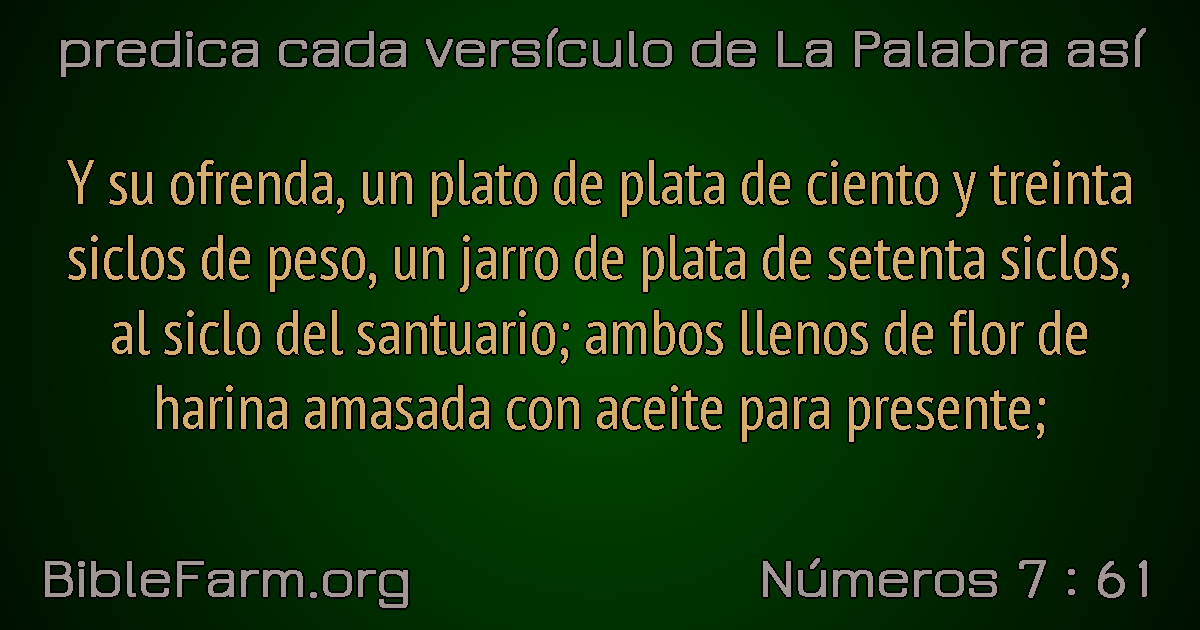 predica cada versículo de La Palabra así
Y su ofrenda, un plato de plata de ciento y treinta
siclos de peso, un jarro de plata de setenta siclos,
al siclo del santuario; ambos llenos de flor de
harina amasada con aceite para presente;
BibleFarm.org
Números 7 : 61